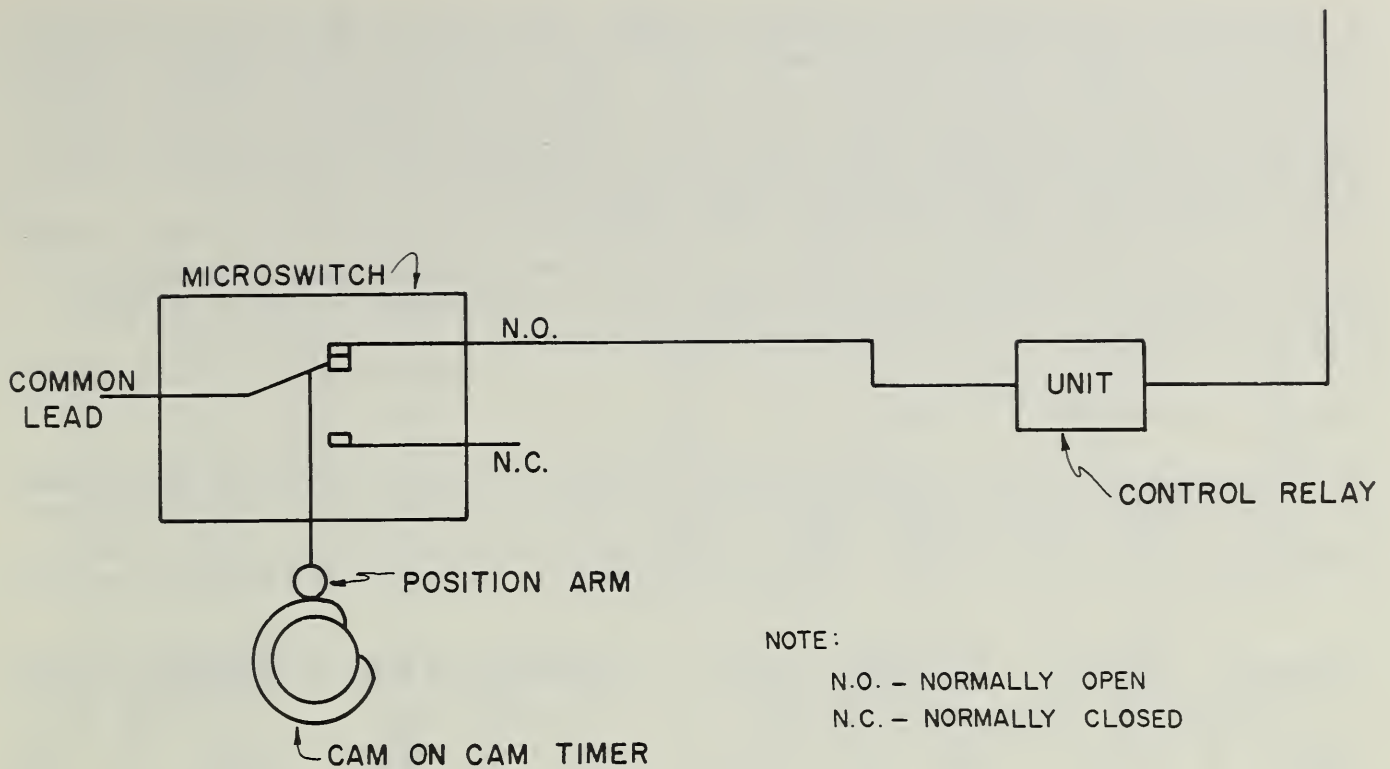 MICROSWITCH
N.O.
COMMON
LEAD
UNIT
N.C.
CONTROL RELAY
POSITION ARM
NOTE:
N.O. – NORMALLY OPEN
N.C. – NORMALLY CLOSED
CAM ON CAM TIMER